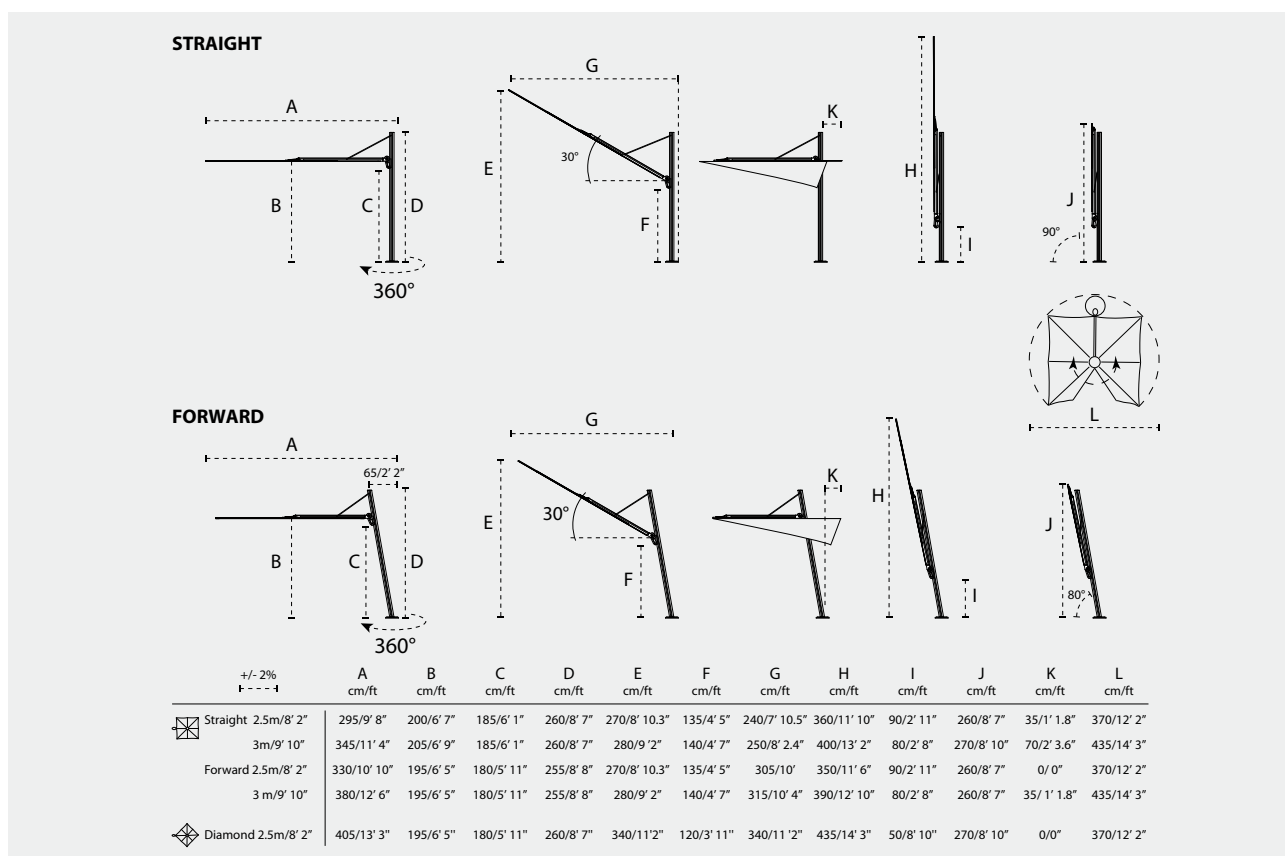 STRAIGHT
A
B
C
D
360°
G
E
30°
F
K
H
I
J
90°
L
FORWARD
A
65/2' 2"
B
C
D
360°
G
E
30°
F
K
H
I
J
80°
+/- 2% A B C D E F G H I J K L
cm/ft cm/ft cm/ft cm/ft cm/ft cm/ft cm/ft cm/ft cm/ft cm/ft cm/ft cm/ft
Straight 2.5m/8' 2" 295/9' 8" 200/6' 7" 185/6' 1" 260/8' 7" 270/8' 10.3" 135/4' 5" 240/7' 10.5" 360/11' 10" 90/2' 11" 260/8' 7" 35/1' 1.8" 370/12' 2"
3m/9' 10" 345/11' 4" 205/6' 9" 185/6' 1" 260/8' 7" 280/9 '2" 140/4' 7" 250/8' 2.4" 400/13' 2" 80/2' 8" 270/8' 10" 70/2' 3.6" 435/14' 3"
Forward 2.5m/8' 2" 330/10' 10" 195/6' 5" 180/5' 11" 255/8' 8" 270/8' 10.3" 135/4' 5" 305/10' 350/11' 6" 90/2' 11" 260/8' 7" 0/ 0" 370/12' 2"
3 m/9' 10" 380/12' 6" 195/6' 5" 180/5' 11" 255/8' 8" 280/9' 2" 140/4' 7" 315/10' 4" 390/12' 10" 80/2' 8" 260/8' 7" 35/ 1' 1.8" 435/14' 3"
Diamond 2.5m/8' 2" 405/13' 3" 195/6' 5" 180/5' 11" 260/8' 7" 340/11'2" 120/3' 11" 340/11 '2" 435/14' 3" 50/8' 10" 270/8' 10" 0/0" 370/12' 2"